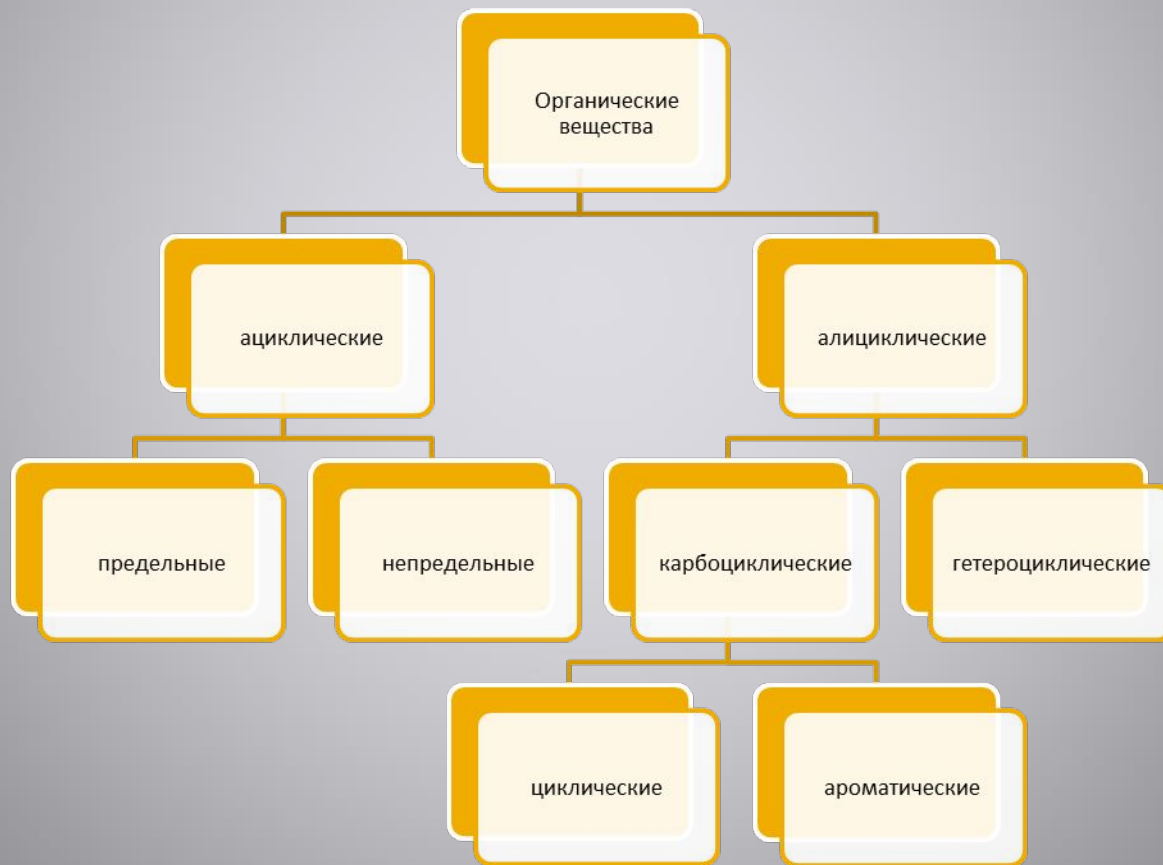 Органические
вещества
ациклические
алициклические
предельные
непредельные
карбоциклические
гетероциклические
циклические
ароматические